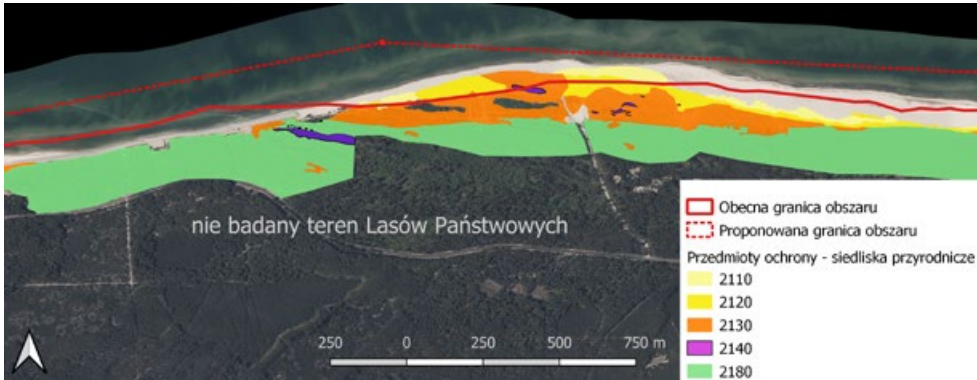 nie badany teren Lasów Państwowych
Obecna granica obszaru
Proponowana granica obszaru
Przedmioty ochrony - siedliska przyrodnicze
2110
2120
2130
2140
2180
250 0 250 500 750 m